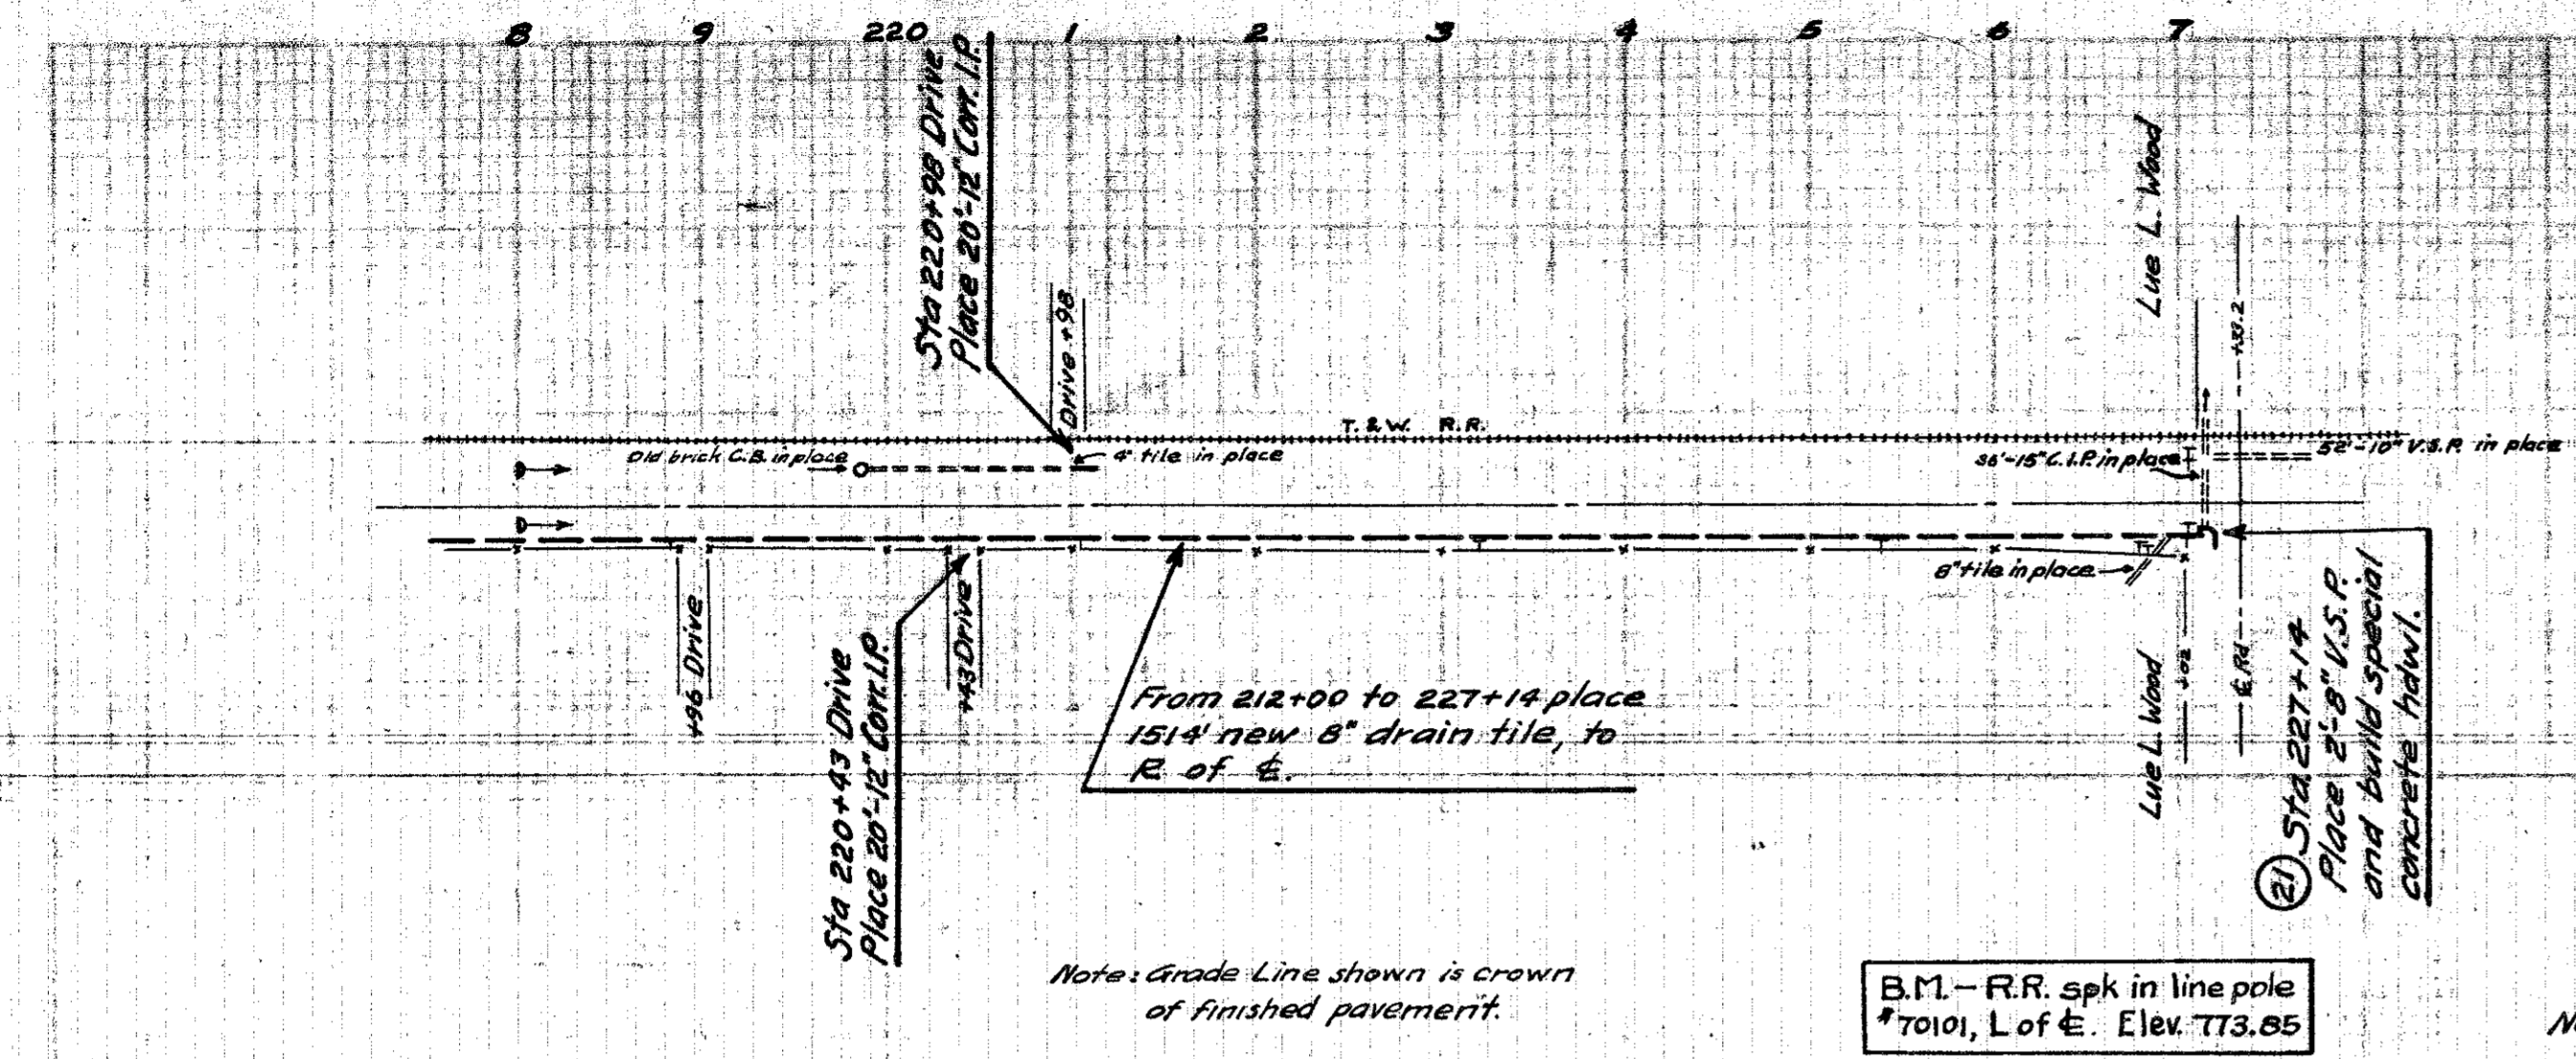 8 9 220 1 2 3 4 5 6 7
Sta 220+98 Drive
Place 20'-12" Corr. I.P.
Drive +98
Lue L. Wood
+33.2
T. & W. R.R.
Old brick C.B. in place
4" tile in place
36'-15" C.I.P. in place
52'-10" V.S.P. in place
8" tile in place
+96 Drive
+43 Drive
Sta 220+43 Drive
Place 20'-12" Corr. I.P.
From 212+00 to 227+14 place
1514' new 8" drain tile, to
R of ℄.
Lue L. Wood
+02
℄ Rd
21 Sta. 227+14
Place 2'-8" V.S.P.
and build special
concrete hdwl.
Note: Grade Line shown is crown
of finished pavement.
B.M. - R.R. spk in line pole
#70101, L of ℄. Elev. 773.85